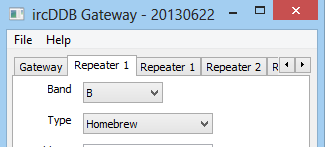 ircDDB Gateway - 20130622
File Help
Gateway Repeater 1 Repeater 1 Repeater 2
Band B
Type Homebrew